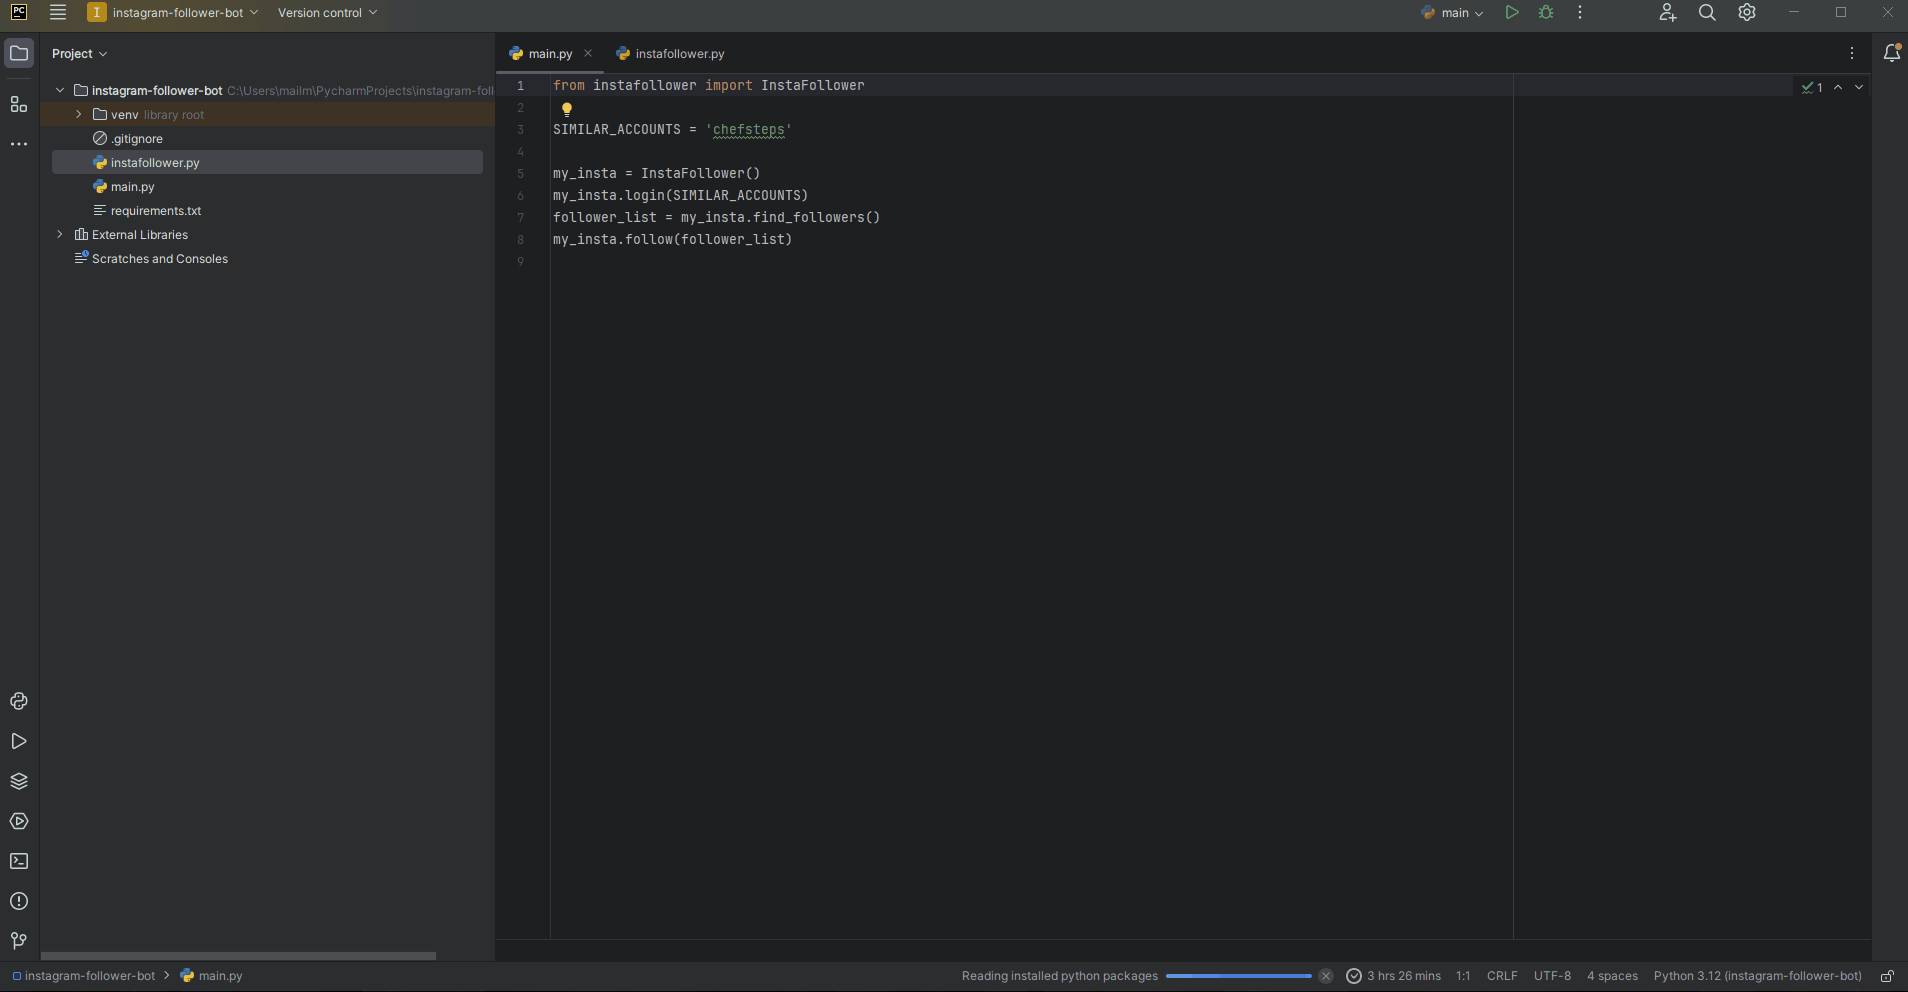 PC
I instagram-follower-bot Version control main
Project
main.py
instafollower.py
instagram-follower-bot C:\Users\mailm\PycharmProjects\instagram-foll
venv library root
.gitignore
instafollower.py
main.py
requirements.txt
External Libraries
Scratches and Consoles
1 from instafollower import InstaFollower
2
3 SIMILAR_ACCOUNTS = 'chefsteps'
4
5 my_insta = InstaFollower()
6 my_insta.login(SIMILAR_ACCOUNTS)
7 follower_list = my_insta.find_followers()
8 my_insta.follow(follower_list)
9
1
instagram-follower-bot main.py
Reading installed python packages 3 hrs 26 mins 1:1 CRLF UTF-8 4 spaces Python 3.12 (instagram-follower-bot)